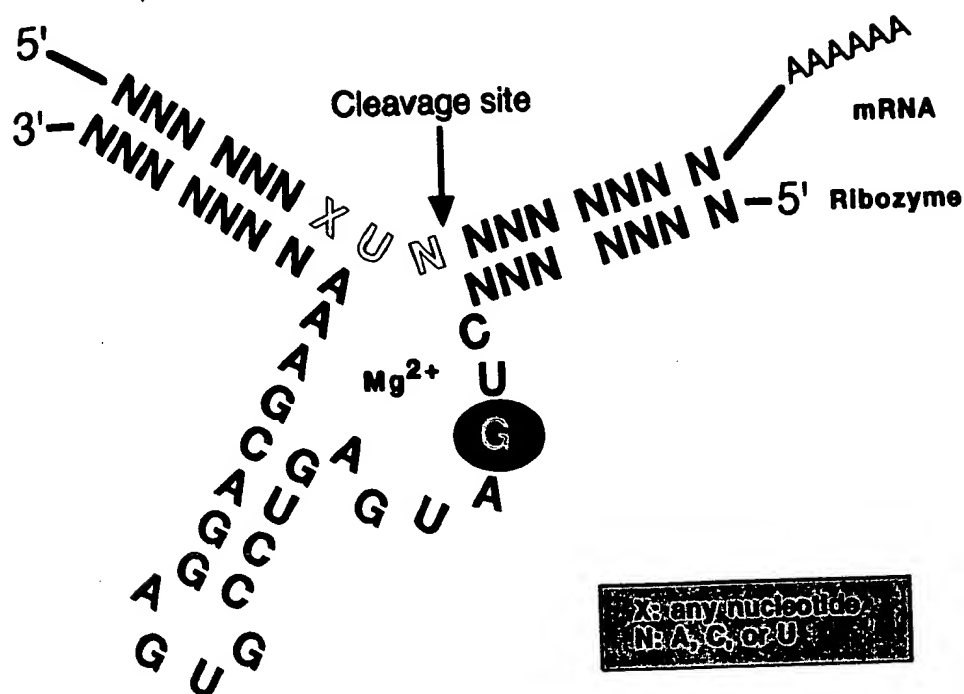 5'
NNN NNN X U N NNN NNN N
AAAAAA
mRNA
Cleavage site
3'
NNN NNN N A
NNN NNN N
5' Ribozyme
A
A
G
C
A
G
G
A
G
U
G
C
C
U
G
A
G
U
A
G
U
C
Mg2+
X: any nucleotide
N: A, C, or U